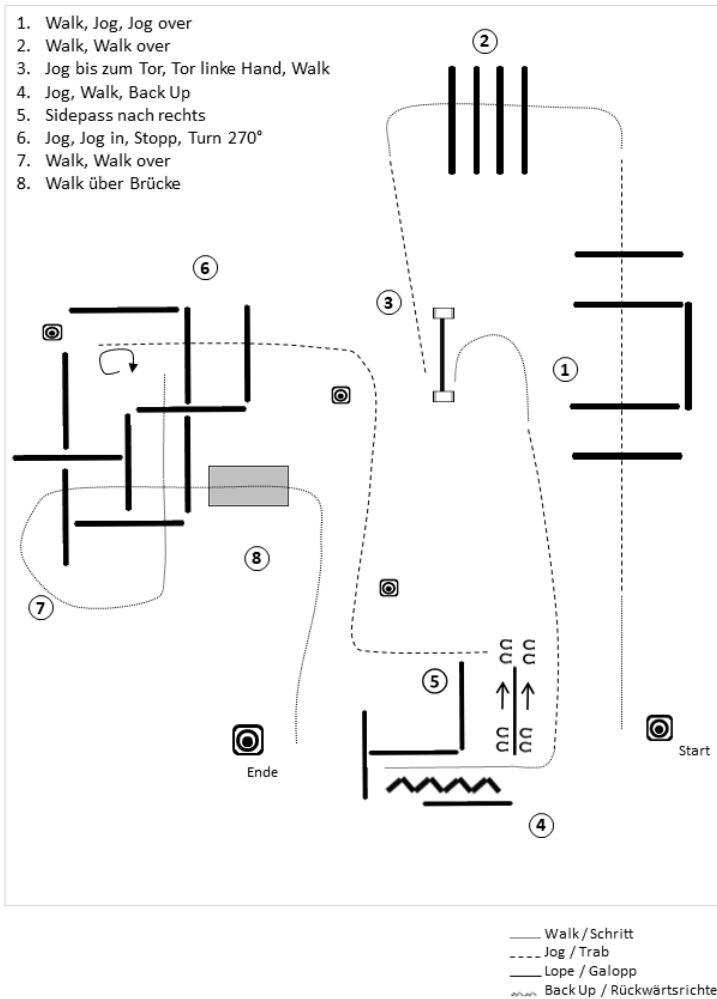 1. Walk, Jog, Jog over
2. Walk, Walk over
3. Jog bis zum Tor, Tor linke Hand, Walk
4. Jog, Walk, Back Up
5. Sidepass nach rechts
6. Jog, Jog in, Stopp, Turn 270°
7. Walk, Walk over
8. Walk über Brücke
2
6
3
1
8
7
5
Start
Ende
4
Walk / Schritt
Jog / Trab
Lope / Galopp
Back Up / Rückwärtsrichte